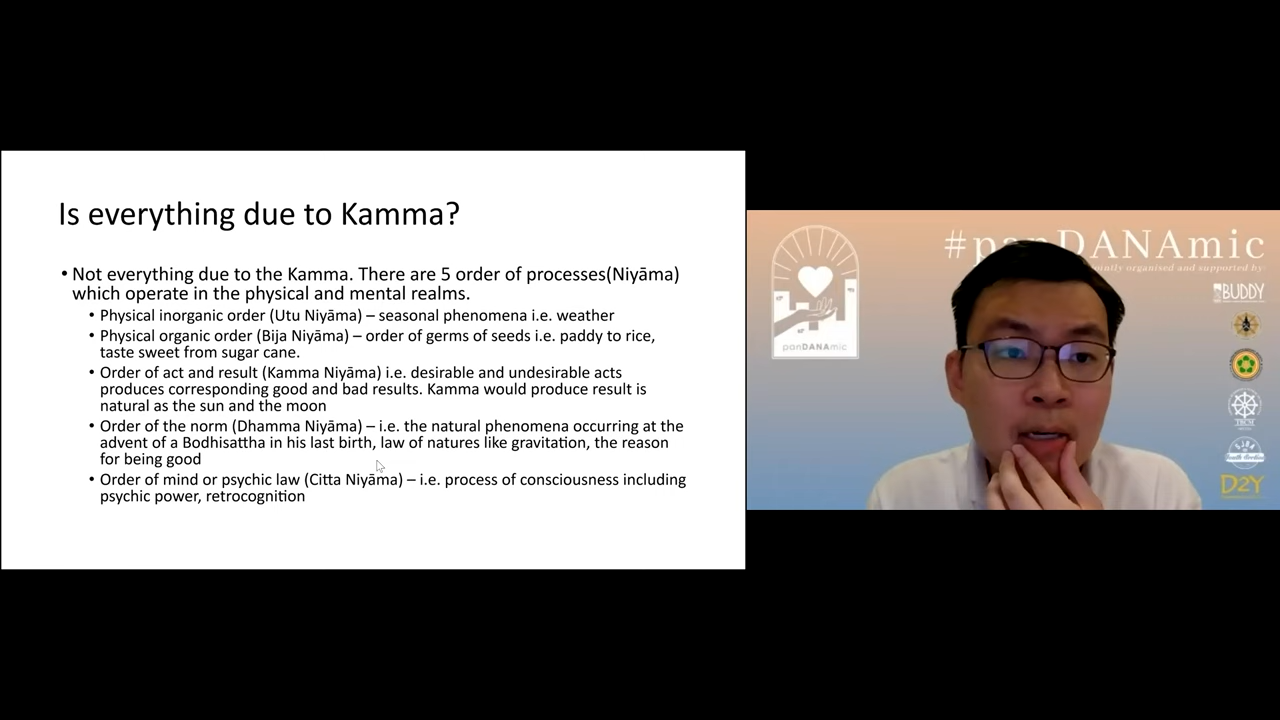 Is everything due to Kamma?
• Not everything due to the Kamma. There are 5 order of processes(Niyāma)
which operate in the physical and mental realms.
• Physical inorganic order (Utu Niyāma) – seasonal phenomena i.e. weather
• Physical organic order (Bija Niyāma) – order of germs of seeds i.e. paddy to rice,
taste sweet from sugar cane.
• Order of act and result (Kamma Niyāma) i.e. desirable and undesirable acts
produces corresponding good and bad results. Kamma would produce result is
natural as the sun and the moon
• Order of the norm (Dhamma Niyāma) – i.e. the natural phenomena occurring at the
advent of a Bodhisattha in his last birth, law of natures like gravitation, the reason
for being good
• Order of mind or psychic law (Citta Niyāma) – i.e. process of consciousness including
psychic power, retrocognition
#panDANAmic
jointly organised and supported by:
panDANAmic
BUDDY
D2Y